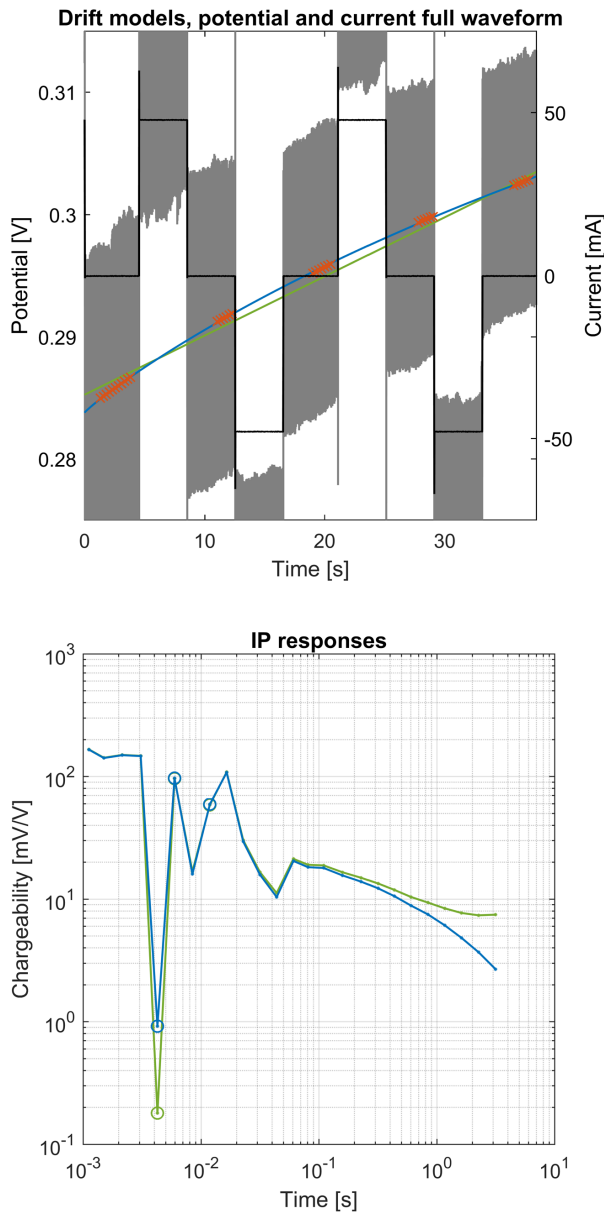 Drift models, potential and current full waveform
0.31
0.3
0.29
0.28
Potential [V]
50
0
-50
Current [mA]
0 10 20 30
Time [s]
IP responses
10^3
10^2
10^1
10^0
10^-1
Chargeability [mV/V]
10^-3 10^-2 10^-1 10^0 10^1
Time [s]